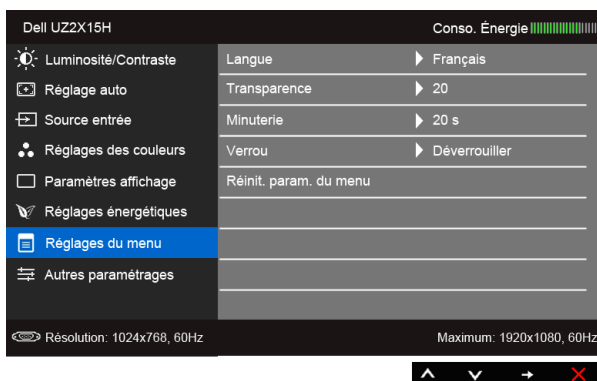 Dell UZ2X15H Conso. Énergie
Luminosité/Contraste Langue Français
Réglage auto Transparence 20
Source entrée Minuterie 20 s
Réglages des couleurs Verrou Déverrouiller
Paramètres affichage Réinit. param. du menu
Réglages énergétiques
Réglages du menu
Autres paramétrages
Résolution: 1024x768, 60Hz Maximum: 1920x1080, 60Hz